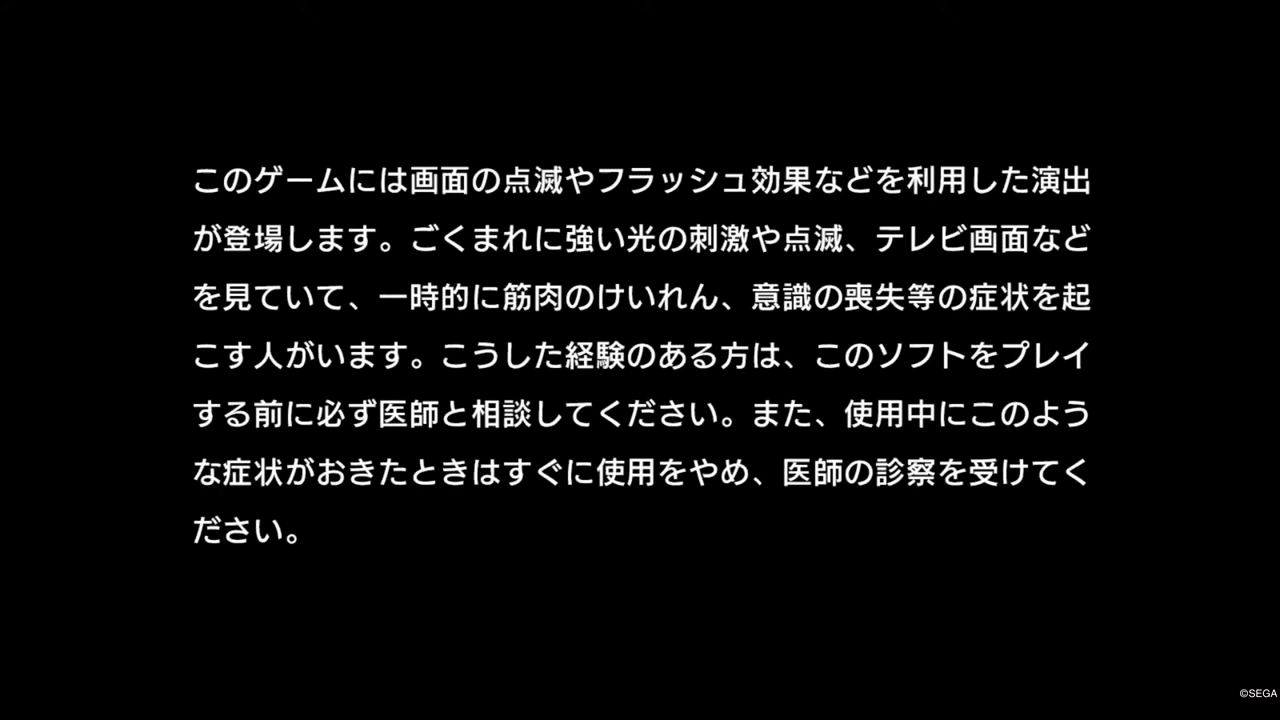 このゲームには画面の点滅やフラッシュ効果などを利用した演出
が登場します。ごくまれに強い光の刺激や点滅、テレビ画面など
を見ていて、一時的に筋肉のけいれん、意識の喪失等の症状を起
こす人がいます。こうした経験のある方は、このソフトをプレイ
する前に必ず医師と相談してください。また、使用中にこのよう
な症状がおきたときはすぐに使用をやめ、医師の診察を受けてく
ださい。
©SEGA